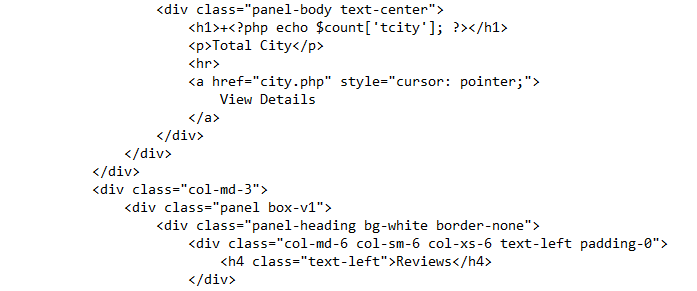 <div class="panel-body text-center">
<h1>+<?php echo $count['tcity']; ?></h1>
<p>Total City</p>
<hr>
<a href="city.php" style="cursor: pointer;">
View Details
</a>
</div>
</div>
</div>
<div class="col-md-3">
<div class="panel box-v1">
<div class="panel-heading bg-white border-none">
<div class="col-md-6 col-sm-6 col-xs-6 text-left padding-0">
<h4 class="text-left">Reviews</h4>
</div>